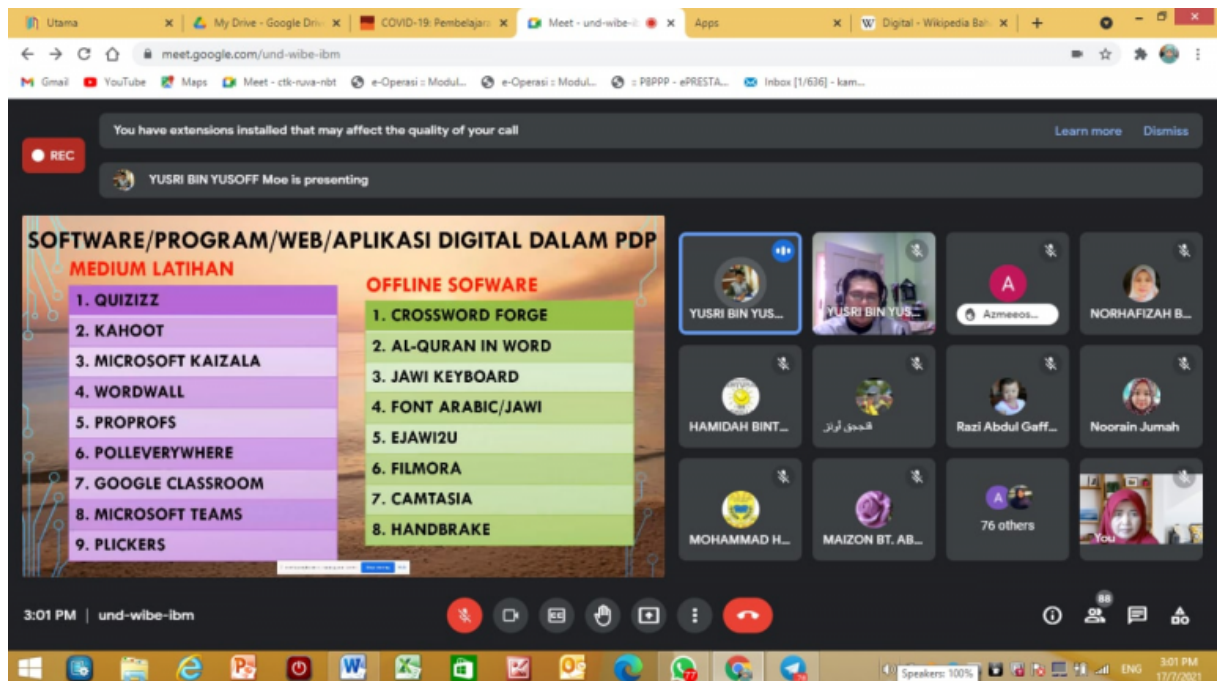 Utama
My Drive - Google Driv
COVID-19: Pembelajara
Meet - und-wibe-i
Apps
Digital - Wikipedia Bah
meet.google.com/und-wibe-ibm
Gmail
YouTube
Maps
Meet - ctk-ruva-nbt
e-Operasi :: Modul...
e-Operasi :: Modul...
:: PBPPP - ePRESTA...
Inbox [1/636] - kam...
You have extensions installed that may affect the quality of your call
Learn more
Dismiss
REC
YUSRI BIN YUSOFF Moe is presenting
SOFTWARE/PROGRAM/WEB/APLIKASI DIGITAL DALAM PDP
MEDIUM LATIHAN
1. QUIZIZZ
2. KAHOOT
3. MICROSOFT KAIZALA
4. WORDWALL
5. PROPROFS
6. POLLEVERYWHERE
7. GOOGLE CLASSROOM
8. MICROSOFT TEAMS
9. PLICKERS
OFFLINE SOFWARE
1. CROSSWORD FORGE
2. AL-QURAN IN WORD
3. JAWI KEYBOARD
4. FONT ARABIC/JAWI
5. EJAWI2U
6. FILMORA
7. CAMTASIA
8. HANDBRAKE
YUSRI BIN YUS...
YUSRI BIN YUS...
A
Azmeeos...
NORHAFIZAH B...
HAMIDAH BINT...
Razi Abdul Gaff...
Noorain Jumah
MOHAMMAD H...
MAIZON BT. AB...
A
76 others
You
3:01 PM | und-wibe-ibm
88
Speakers: 100%
ENG
3:01 PM
17/7/2021